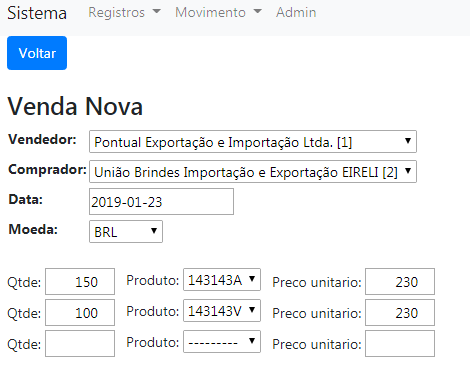 Sistema Registros Movimento Admin
Voltar
Venda Nova
Vendedor: Pontual Exportação e Importação Ltda. [1]
Comprador: União Brindes Importação e Exportação EIRELI [2]
Data: 2019-01-23
Moeda: BRL
Qtde: 150 Produto: 143143A Preco unitario: 230
Qtde: 100 Produto: 143143V Preco unitario: 230
Qtde: Produto: --------- Preco unitario: